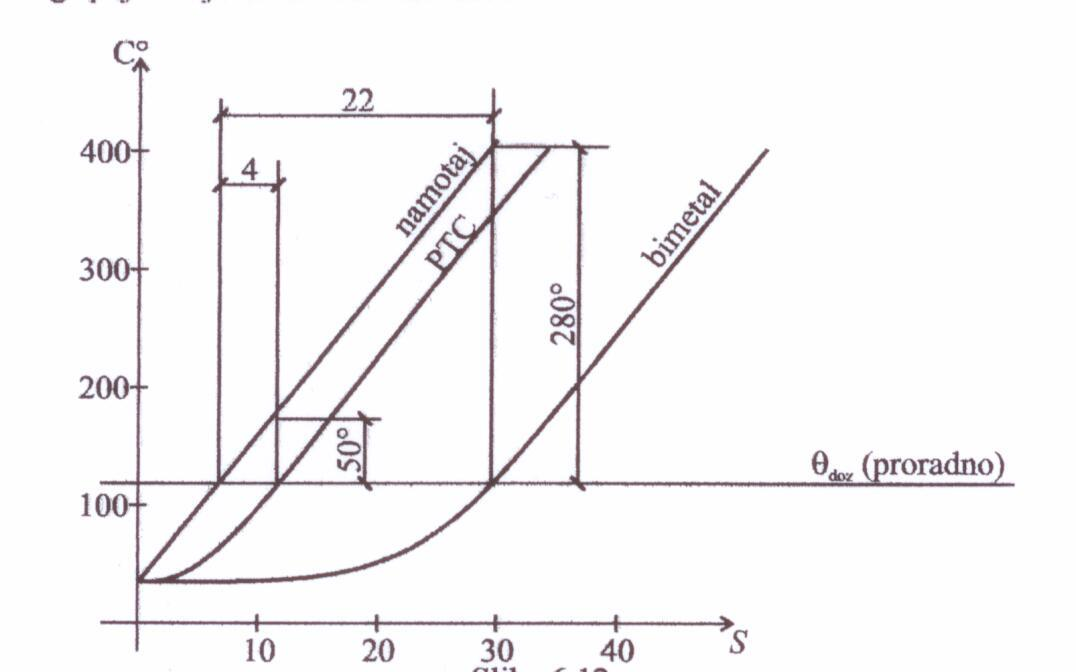 C°
22
400
4
namotaj
PTC
bimetal
300
280°
200
50°
θdoz (proradno)
100
10 20 30 40 S